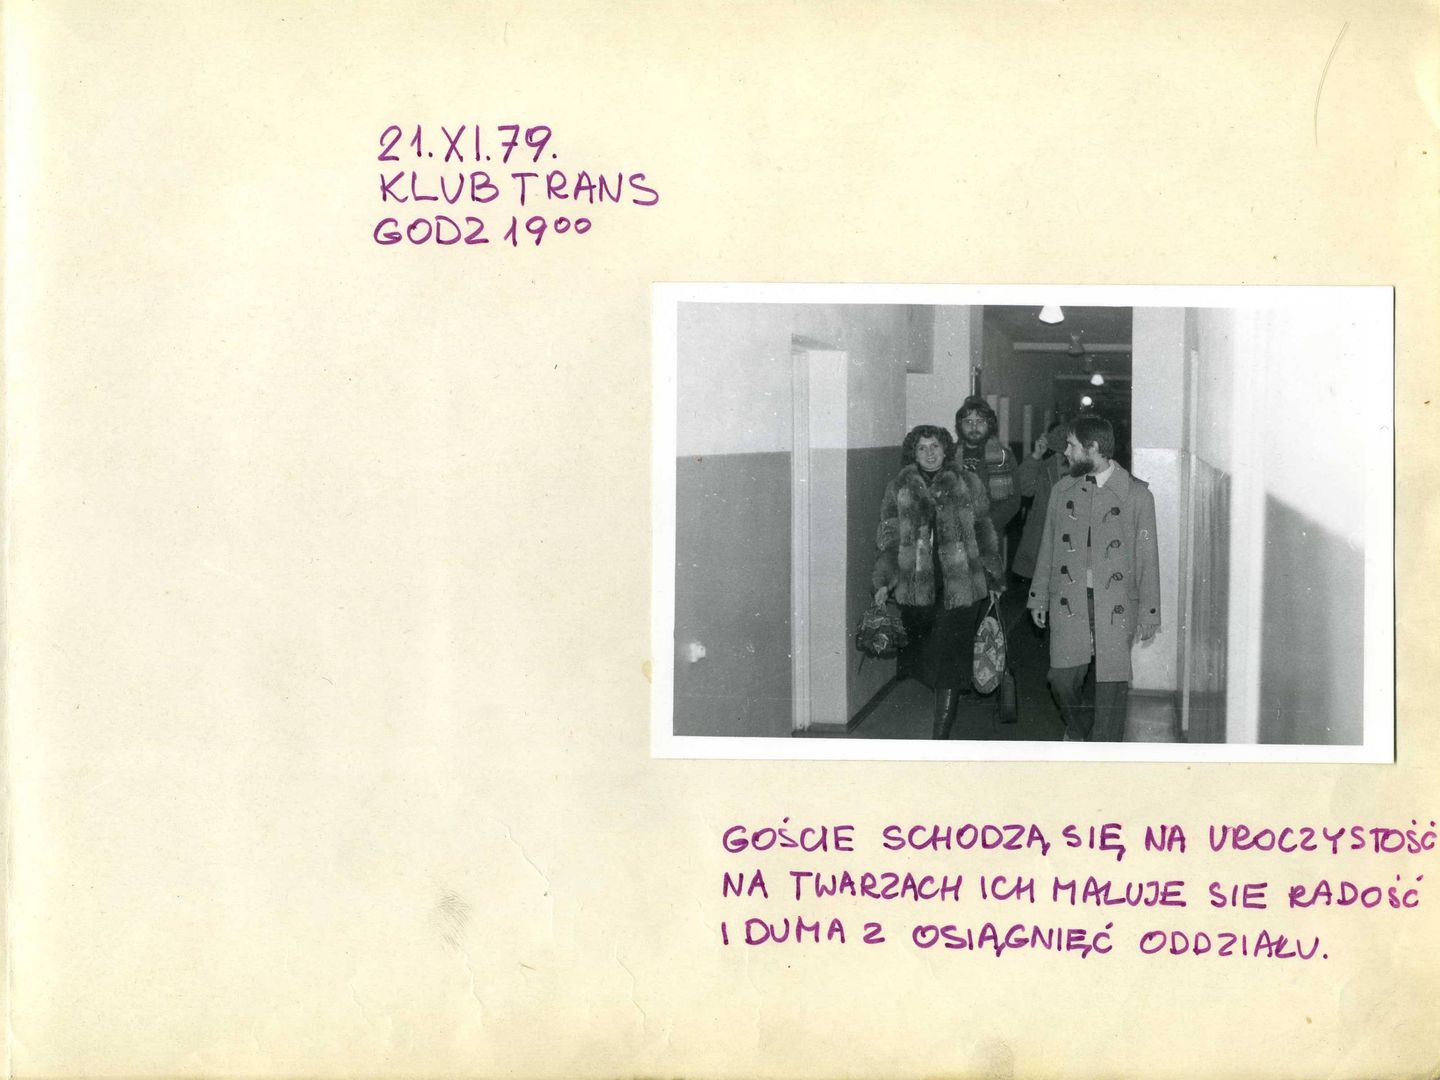 21.XI.79.
KLUB TRANS
GODZ 19⁰⁰
GOŚCIE SCHODZĄ SIĘ NA UROCZYSTOŚĆ
NA TWARZACH ICH MALUJE SIE RADOŚĆ
I DUMA Z OSIĄGNIĘĆ ODDZIAŁU.